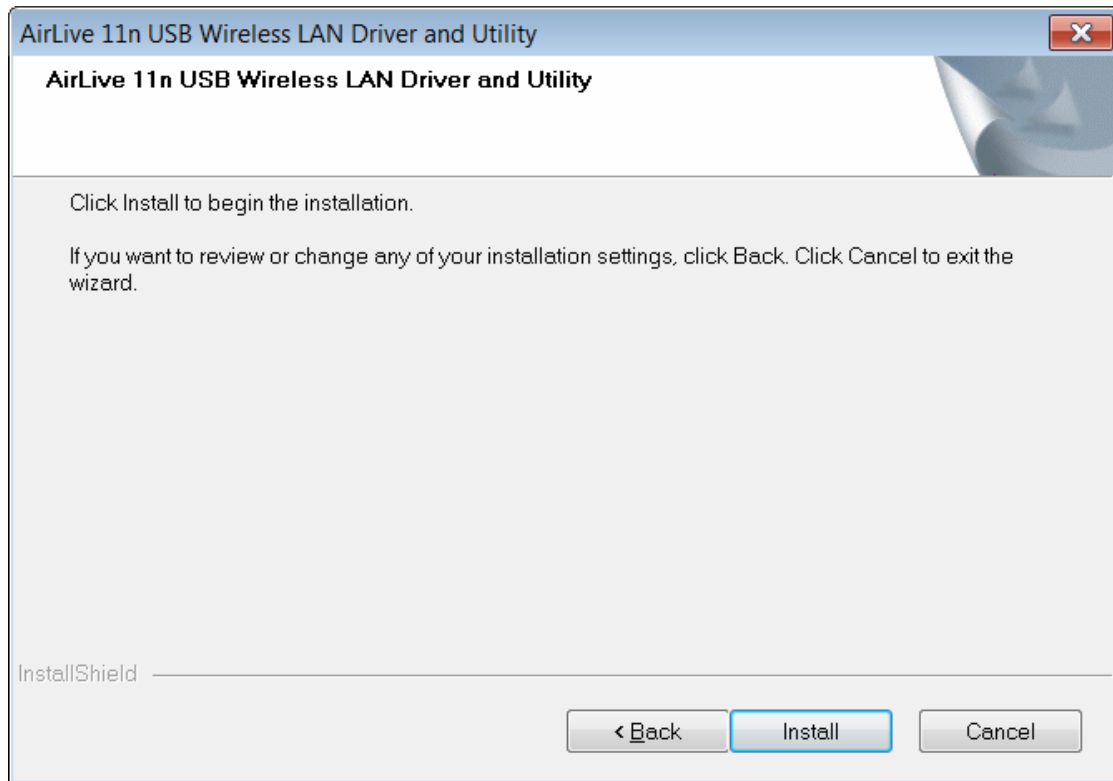 AirLive 11n USB Wireless LAN Driver and Utility
AirLive 11n USB Wireless LAN Driver and Utility
Click Install to begin the installation.
If you want to review or change any of your installation settings, click Back. Click Cancel to exit the
wizard.
InstallShield
< Back Install Cancel